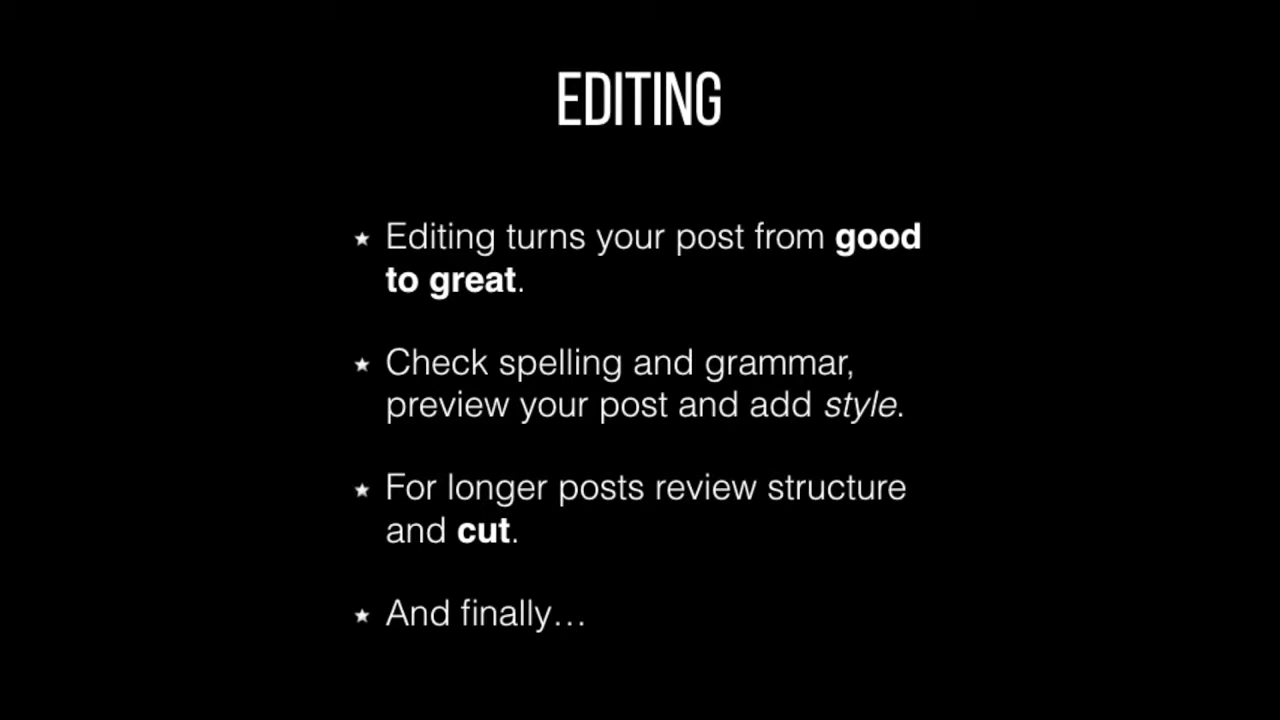 EDITING
★ Editing turns your post from good
to great.
★ Check spelling and grammar,
preview your post and add style.
★ For longer posts review structure
and cut.
★ And finally…